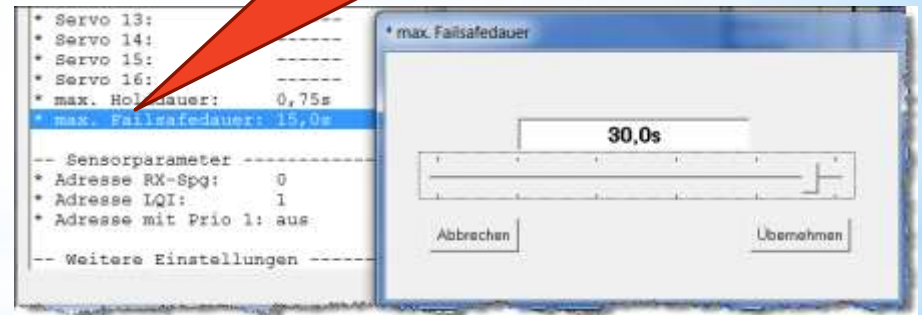 * Servo 13: ------
* Servo 14: ------
* Servo 15: ------
* Servo 16: ------
* max. Holddauer: 0,75s
* max. Failsafedauer: 15,0s
-- Sensorparameter ------------
* Adresse RX-Spg: 0
* Adresse LQI: 1
* Adresse mit Prio 1: aus
-- Weitere Einstellungen ------
* max. Failsafedauer
30,0s
Abbrechen
Übernehmen